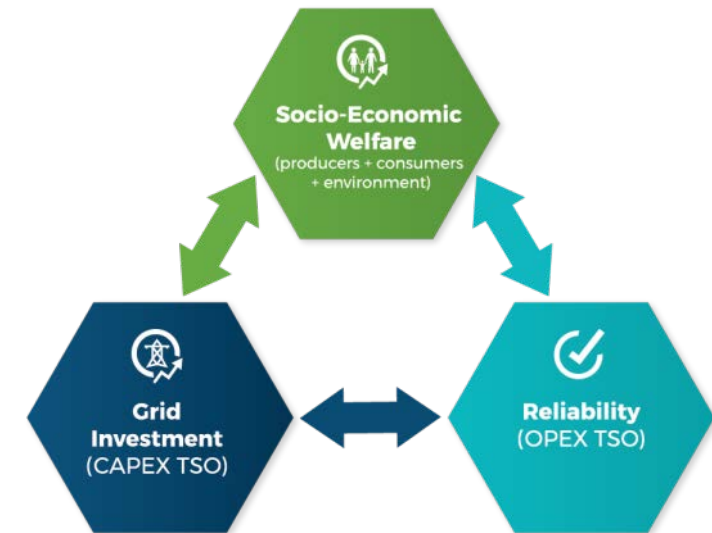 Socio-Economic
Welfare
(producers + consumers
+ environment)
Grid
Investment
(CAPEX TSO)
Reliability
(OPEX TSO)